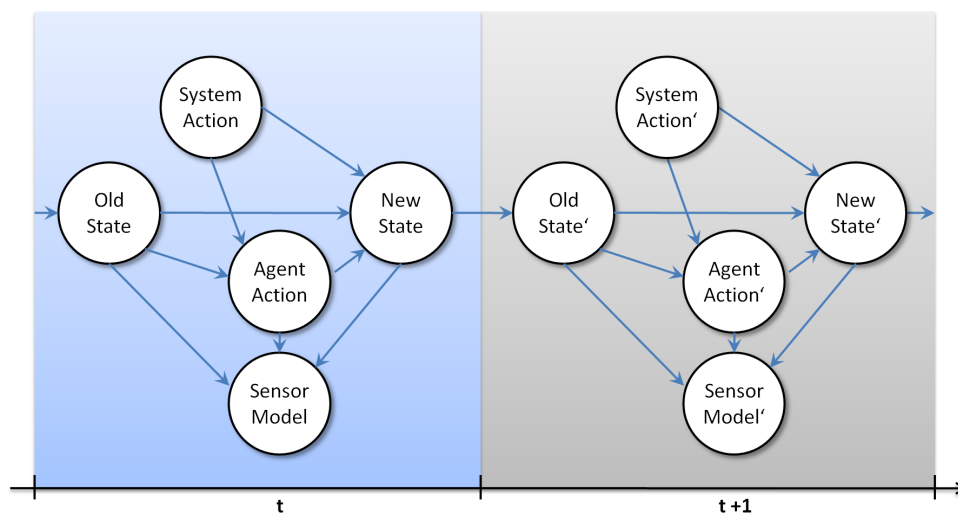 System
Action
Old
State
New
State
Agent
Action
Sensor
Model
System
Action‘
Old
State‘
New
State‘
Agent
Action‘
Sensor
Model‘
t
t +1